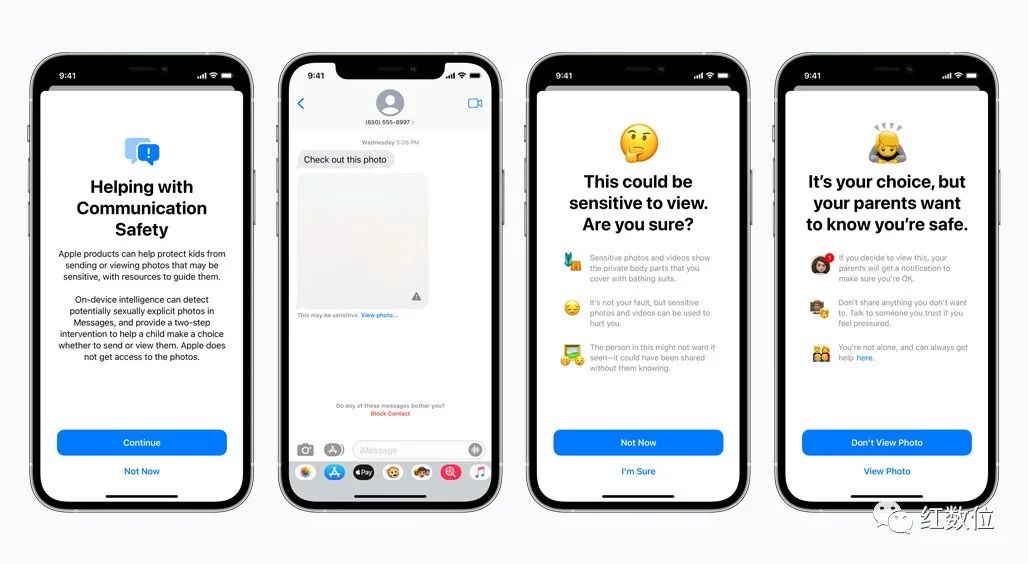 9:41
Helping with
Communication
Safety
Apple products can help protect kids from
sending or viewing photos that may be
sensitive, with resources to guide them.
On-device intelligence can detect
potentially sexually explicit photos in
Messages, and provide a two-step
intervention to help a child make a choice
whether to send or view them. Apple does
not get access to the photos.
Continue
Not Now
9:41
(650) 555-8997 >
Wednesday 5:38 PM
Check out this photo
This may be sensitive. View photo...
Do any of these messages bother you?
Block Contact
iMessage
Pay
9:41
This could be
sensitive to view.
Are you sure?
Sensitive photos and videos show
the private body parts that you
cover with bathing suits.
It's not your fault, but sensitive
photos and videos can be used to
hurt you.
The person in this might not want it
seen—it could have been shared
without them knowing.
Not Now
I'm Sure
9:41
It's your choice, but
your parents want
to know you're safe.
1
If you decide to view this, your
parents will get a notification to
make sure you're OK.
Don't share anything you don't want
to. Talk to someone you trust if you
feel pressured.
You're not alone, and can always get
help here.
Don't View Photo
View Photo
红数位